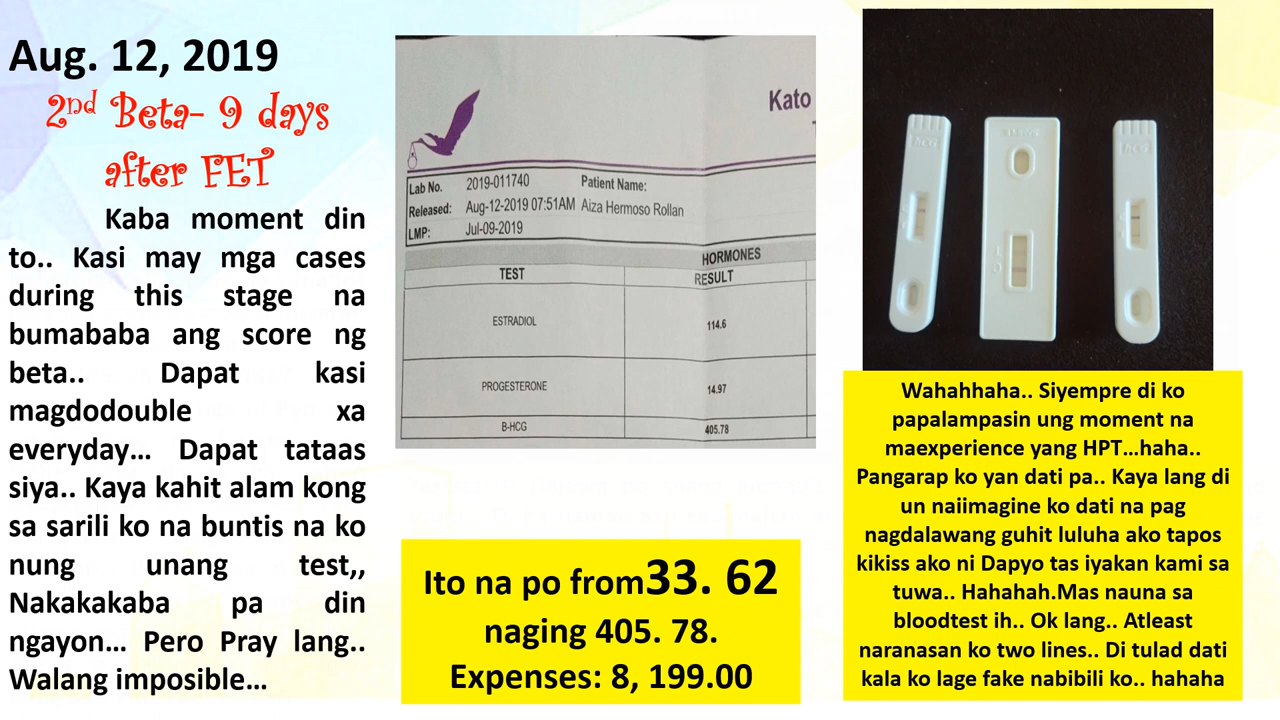 Aug. 12, 2019
2nd Beta- 9 days
after FET
Kaba moment din
to.. Kasi may mga cases
during this stage na
bumababa ang score ng
beta.. Dapat kasi
magdodouble xa
everyday… Dapat tataas
siya.. Kaya kahit alam kong
sa sarili ko na buntis na ko
nung unang test,,
Nakakakaba pa din
ngayon… Pero Pray lang..
Walang imposible…
Kato
Lab No. 2019-011740 Patient Name:
Released: Aug-12-2019 07:51AM Aiza Hermoso Rollan
LMP: Jul-09-2019
HORMONES
TEST RESULT
ESTRADIOL 114.6
PROGESTERONE 14.97
B-HCG 405.78
Ito na po from33. 62
naging 405. 78.
Expenses: 8, 199.00
Wahahhaha.. Siyempre di ko
papalampasin ung moment na
maexperience yang HPT…haha..
Pangarap ko yan dati pa.. Kaya lang di
un naiimagine ko dati na pag
nagdalawang guhit luluha ako tapos
kikiss ako ni Dapyo tas iyakan kami sa
tuwa.. Hahahah.Mas nauna sa
bloodtest ih.. Ok lang.. Atleast
naranasan ko two lines.. Di tulad dati
kala ko lage fake nabibili ko.. hahaha